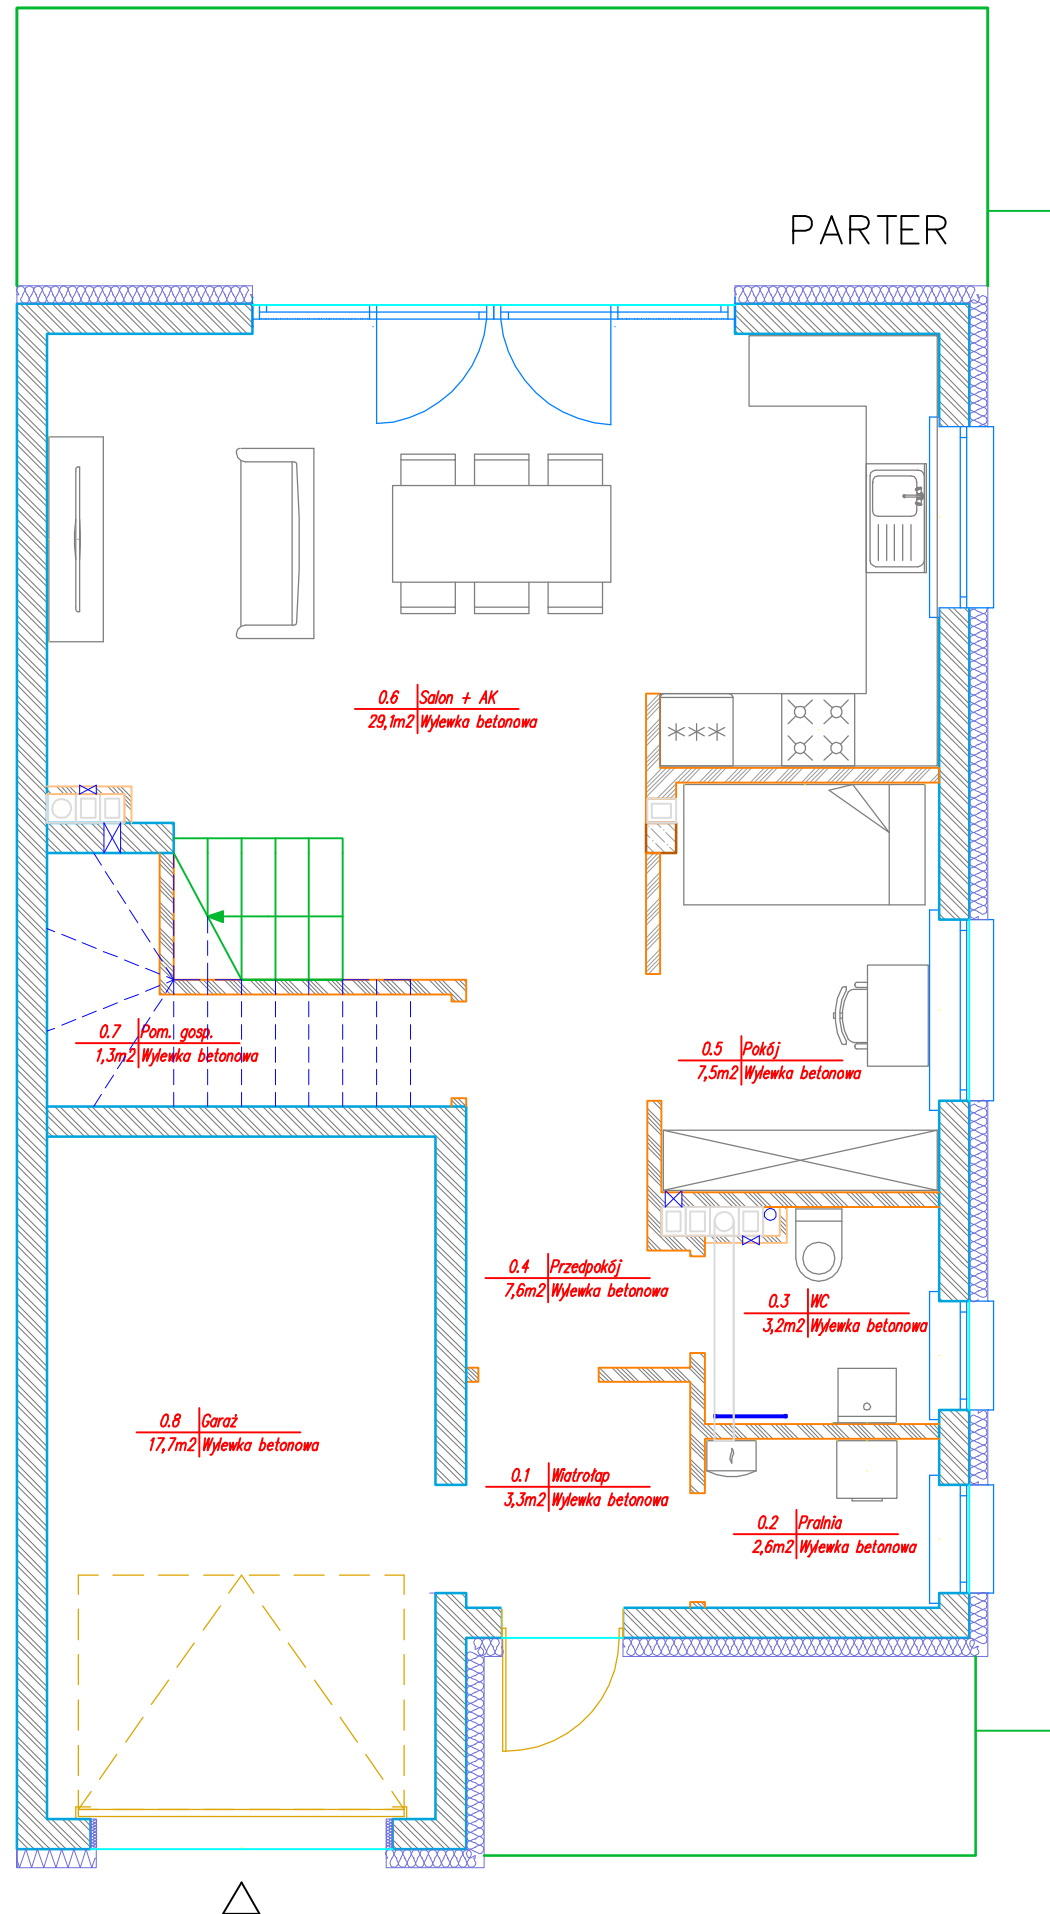 PARTER
0.6 Salon + AK
29,1m2 Wylewka betonowa
0.7 Pom. gosp.
1,3m2 Wylewka betonowa
0.5 Pokój
7,5m2 Wylewka betonowa
0.4 Przedpokój
7,6m2 Wylewka betonowa
0.3 WC
3,2m2 Wylewka betonowa
0.8 Garaż
17,7m2 Wylewka betonowa
0.1 Wiatrołap
3,3m2 Wylewka betonowa
0.2 Pralnia
2,6m2 Wylewka betonowa